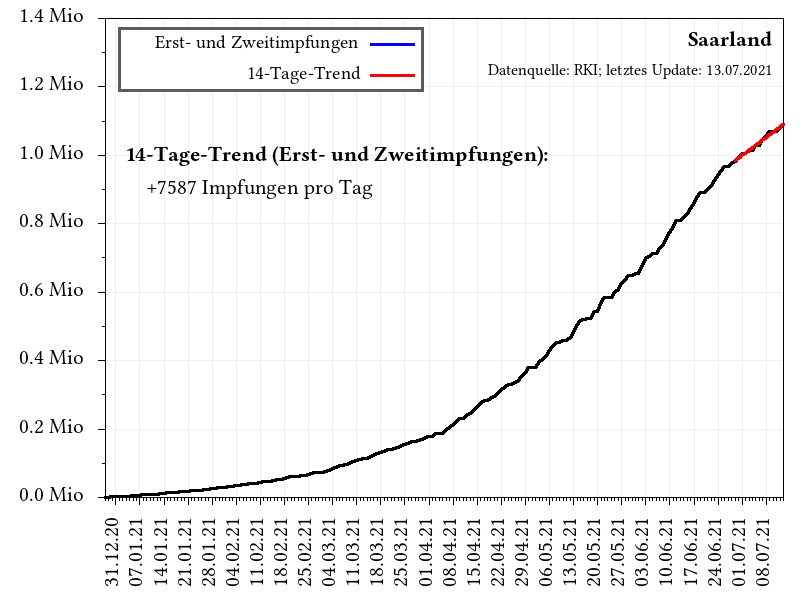 1.4 Mio
1.2 Mio
1.0 Mio
0.8 Mio
0.6 Mio
0.4 Mio
0.2 Mio
0.0 Mio
Erst- und Zweitimpfungen
14-Tage-Trend
Saarland
Datenquelle: RKI; letztes Update: 13.07.2021
14-Tage-Trend (Erst- und Zweitimpfungen):
+7587 Impfungen pro Tag
31.12.20
07.01.21
14.01.21
21.01.21
28.01.21
04.02.21
11.02.21
18.02.21
25.02.21
04.03.21
11.03.21
18.03.21
25.03.21
01.04.21
08.04.21
15.04.21
22.04.21
29.04.21
06.05.21
13.05.21
20.05.21
27.05.21
03.06.21
10.06.21
17.06.21
24.06.21
01.07.21
08.07.21